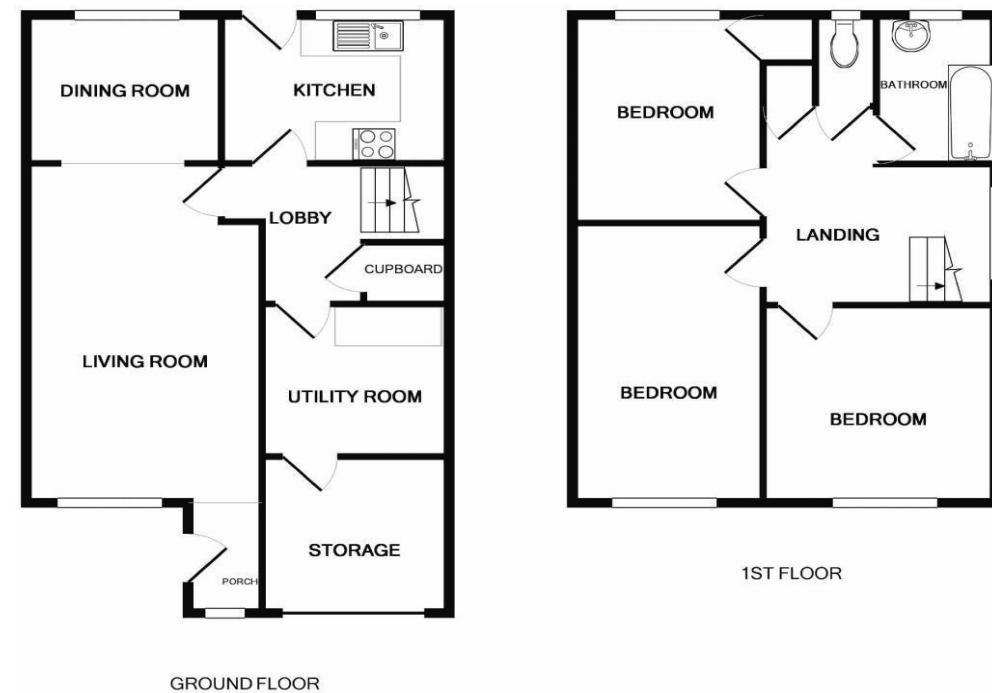 DINING ROOM
KITCHEN
LOBBY
CUPBOARD
LIVING ROOM
UTILITY ROOM
STORAGE
PORCH
GROUND FLOOR
BEDROOM
BATHROOM
LANDING
BEDROOM
BEDROOM
1ST FLOOR